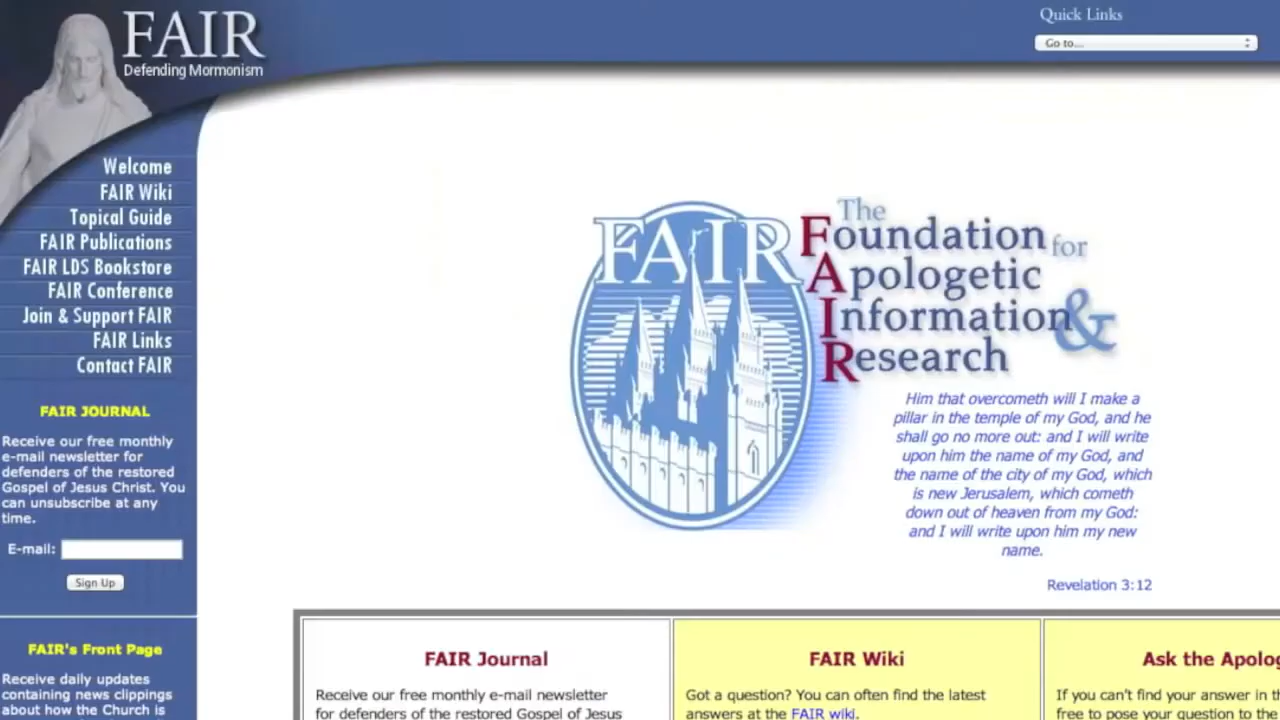 FAIR
Defending Mormonism
Quick Links
Go to...
Welcome
FAIR Wiki
Topical Guide
FAIR Publications
FAIR LDS Bookstore
FAIR Conference
Join & Support FAIR
FAIR Links
Contact FAIR
FAIR JOURNAL
Receive our free monthly
e-mail newsletter for
defenders of the restored
Gospel of Jesus Christ. You
can unsubscribe at any
time.
E-mail:
Sign Up
FAIR's Front Page
Receive daily updates
containing news clippings
about how the Church is
FAIR
The
Foundation for
Apologetic
Information &
Research
Him that overcometh will I make a
pillar in the temple of my God, and he
shall go no more out: and I will write
upon him the name of my God, and
the name of the city of my God, which
is new Jerusalem, which cometh
down out of heaven from my God:
and I will write upon him my new
name.
Revelation 3:12
FAIR Journal
Receive our free monthly e-mail newsletter
for defenders of the restored Gospel of Jesus
FAIR Wiki
Got a question? You can often find the latest
answers at the FAIR wiki.
Ask the Apolog
If you can't find your answer in th
free to pose your question to the